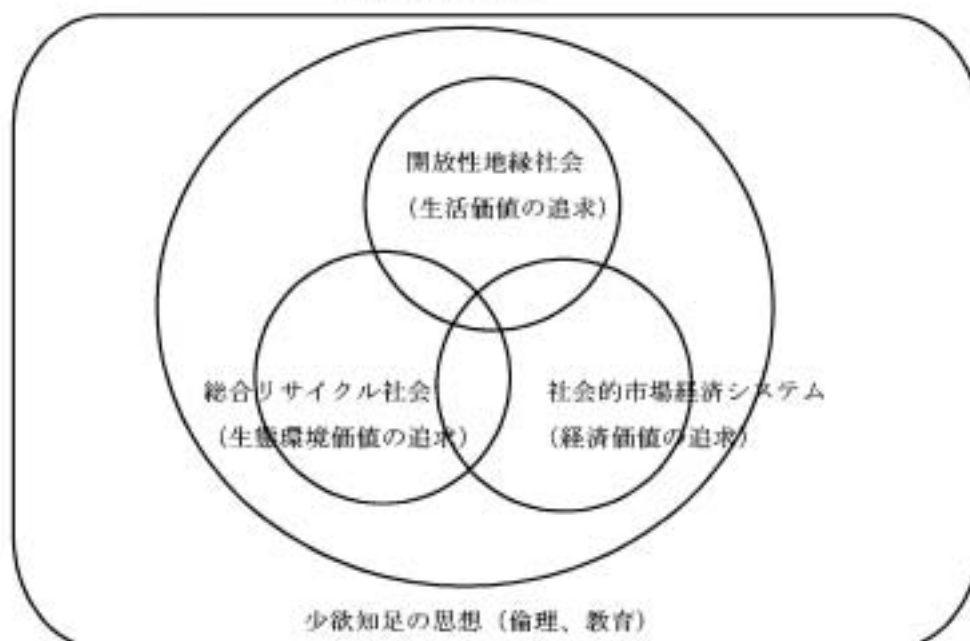 開放性地縁社会
（生活価値の追求）
総合リサイクル社会
（生態環境価値の追求）
社会的市場経済システム
（経済価値の追求）
少欲知足の思想（倫理、教育）